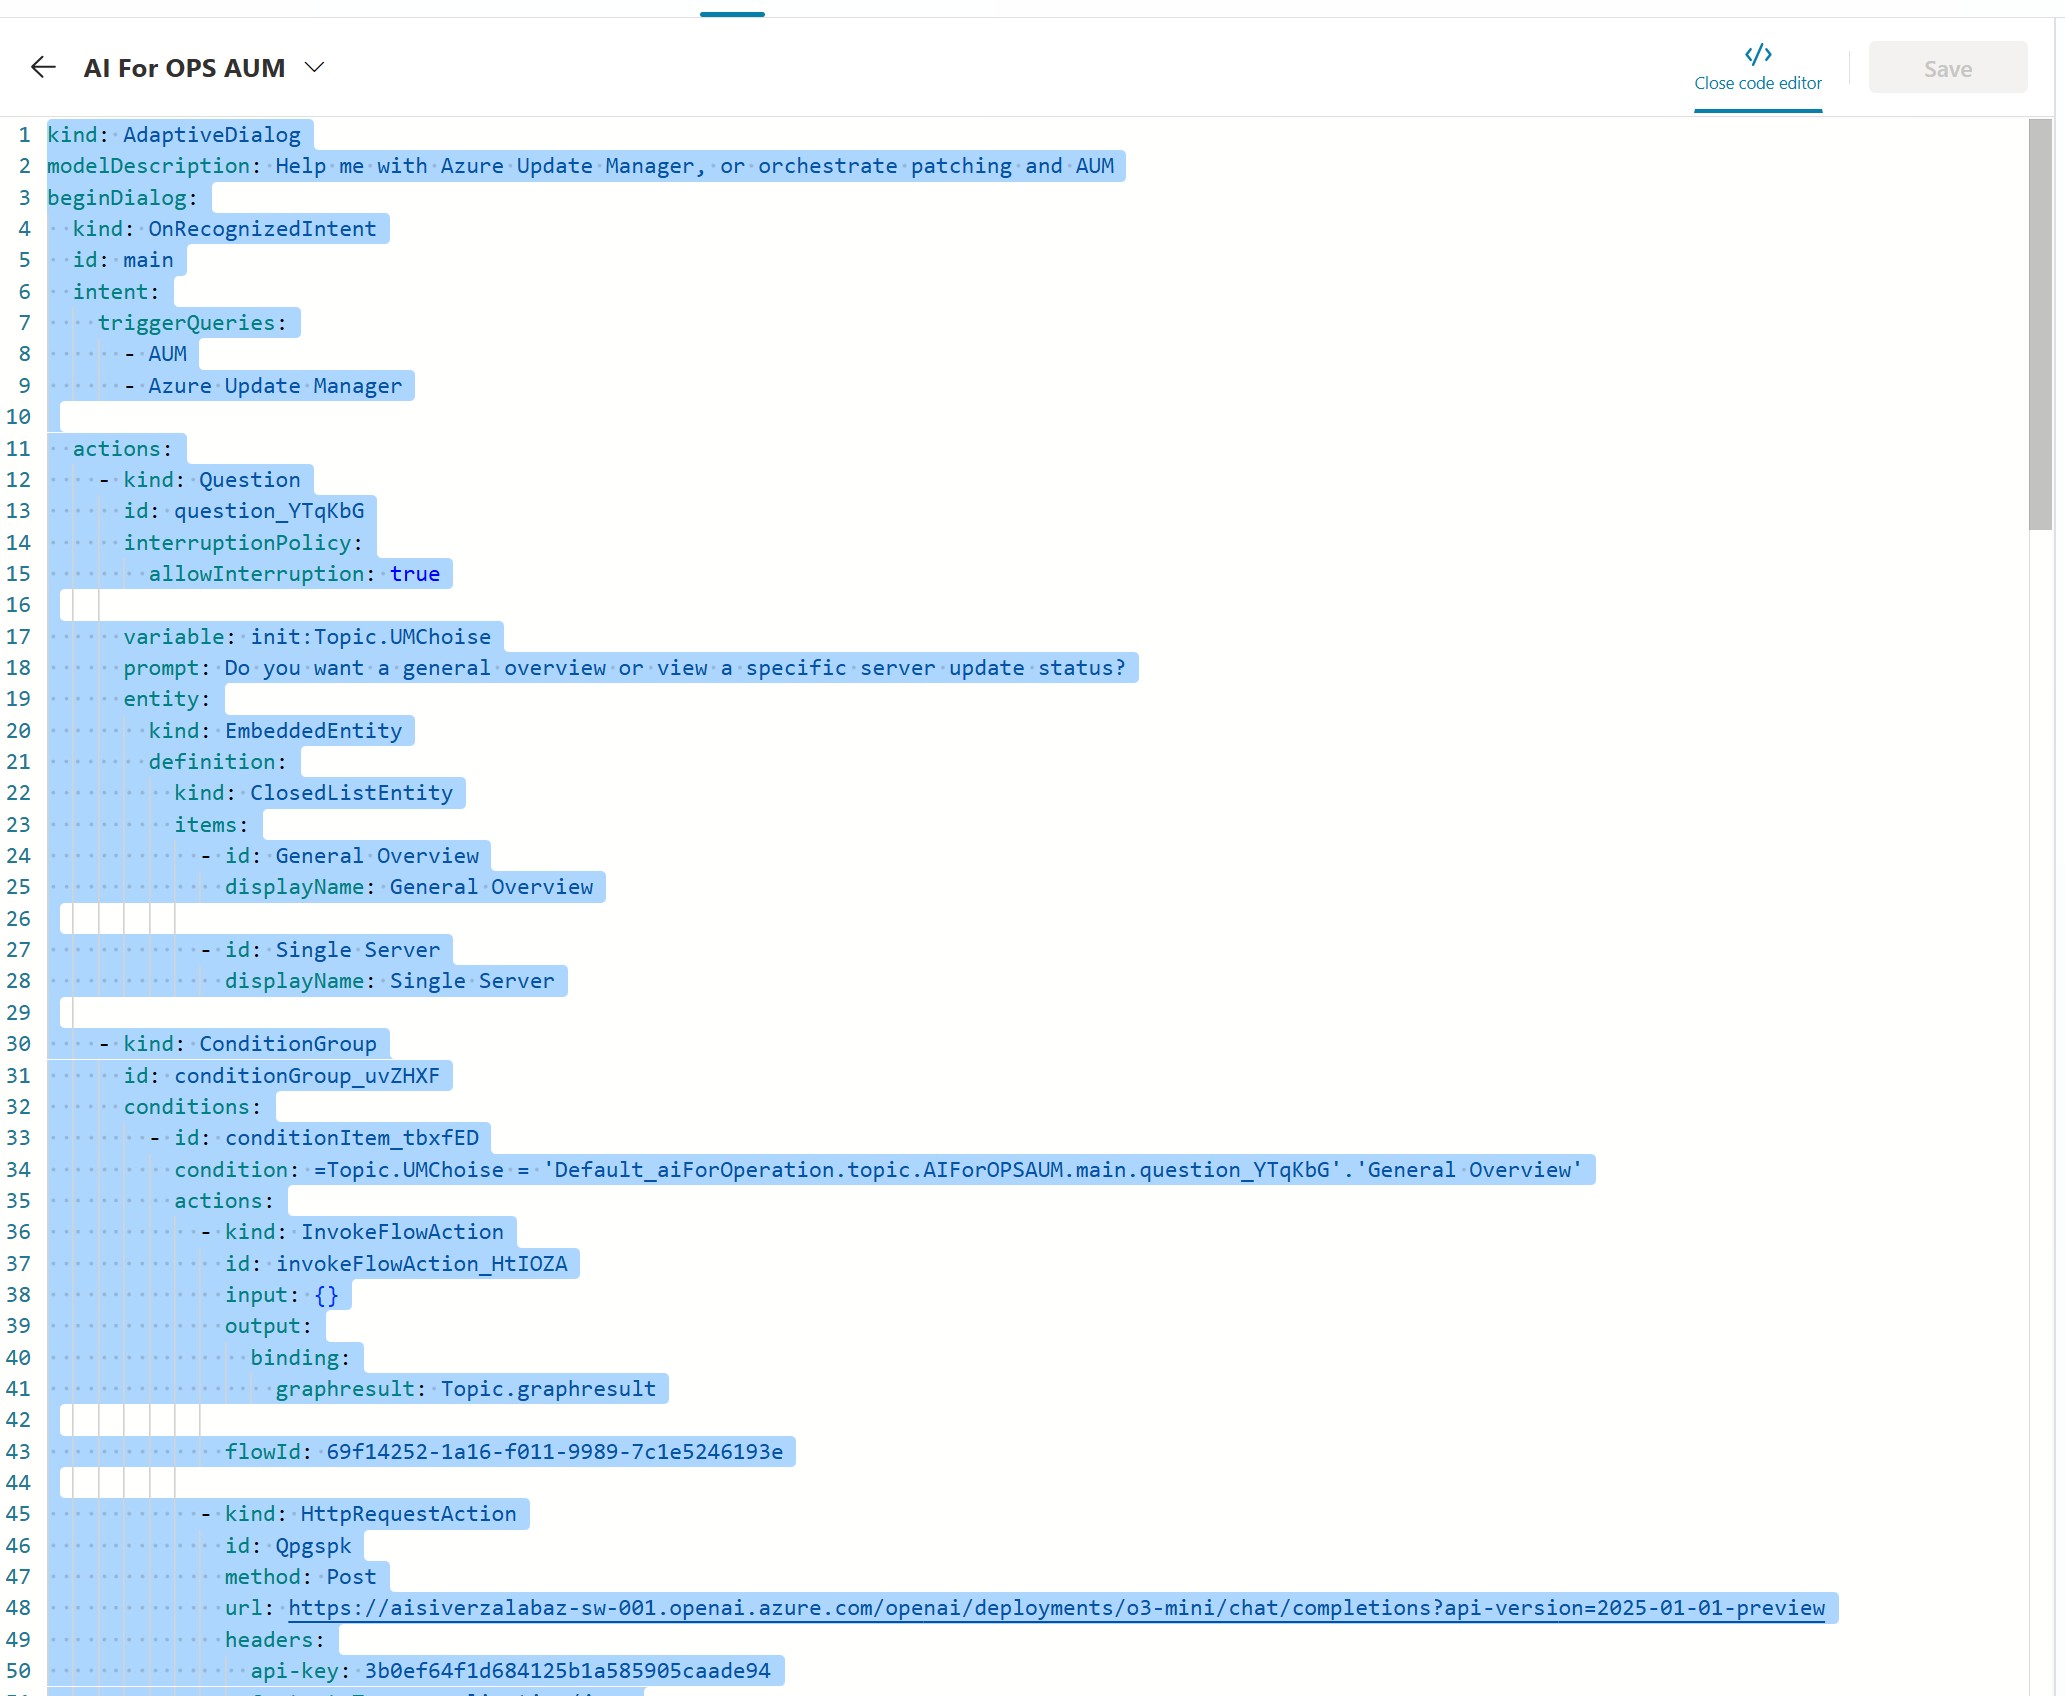 AI For OPS AUM
</> Close code editor
Save
1 kind: AdaptiveDialog
2 modelDescription: Help me with Azure Update Manager, or orchestrate patching and AUM
3 beginDialog:
4   kind: OnRecognizedIntent
5   id: main
6   intent:
7     triggerQueries:
8       - AUM
9       - Azure Update Manager
10
11   actions:
12     - kind: Question
13       id: question_YTqKbG
14       interruptionPolicy:
15         allowInterruption: true
16
17       variable: init:Topic.UMChoise
18       prompt: Do you want a general overview or view a specific server update status?
19       entity:
20         kind: EmbeddedEntity
21         definition:
22           kind: ClosedListEntity
23           items:
24             - id: General Overview
25               displayName: General Overview
26
27             - id: Single Server
28               displayName: Single Server
29
30     - kind: ConditionGroup
31       id: conditionGroup_uvZHXF
32       conditions:
33         - id: conditionItem_tbxfED
34           condition: =Topic.UMChoise = 'Default_aiForOperation.topic.AIForOPSAUM.main.question_YTqKbG'.'General Overview'
35           actions:
36             - kind: InvokeFlowAction
37               id: invokeFlowAction_HtIOZA
38               input: {}
39               output:
40                 binding:
41                   graphresult: Topic.graphresult
42
43               flowId: 69f14252-1a16-f011-9989-7c1e5246193e
44
45             - kind: HttpRequestAction
46               id: Qpgspk
47               method: Post
48               url: https://aisiverzalabaz-sw-001.openai.azure.com/openai/deployments/o3-mini/chat/completions?api-version=2025-01-01-preview
49               headers:
50                 api-key: 3b0ef64f1d684125b1a585905caade94